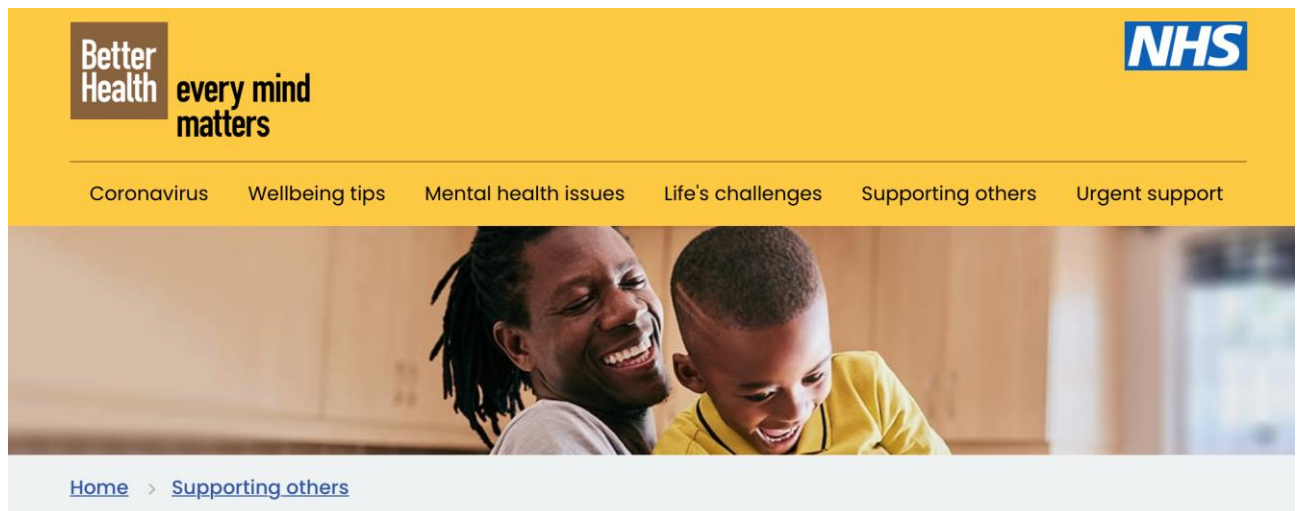 Better
Health
every mind
matters
NHS
Coronavirus Wellbeing tips Mental health issues Life's challenges Supporting others Urgent support
Home > Supporting others